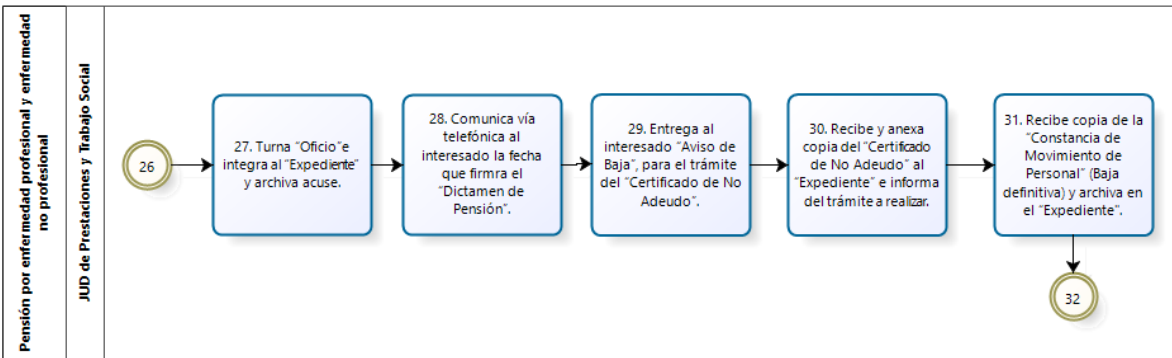 Pensión por enfermedad profesional y enfermedad
no profesional
JUD de Prestaciones y Trabajo Social
26
27. Turna “Oficio”e
integra al “Expediente”
y archiva acuse.
28. Comunica vía
telefónica al
interesado la fecha
que firmra el
“Dictamen de
Pensión”.
29. Entrega al
interesado “Aviso de
Baja”, para el trámite
del “Certificado de No
Adeudo”.
30. Recibe y anexa
copia del “Certificado
de No Adeudo” al
“Expediente” e informa
del trámite a realizar.
31. Recibe copia de la
“Constancia de
Movimiento de
Personal” (Baja
definitiva) y archiva en
el “Expediente”.
32